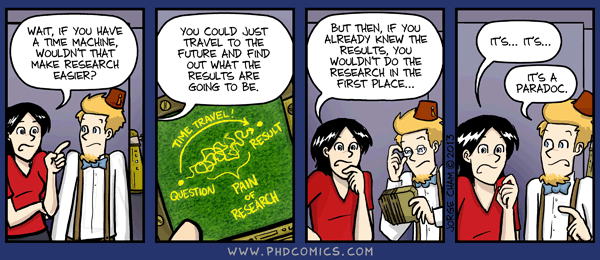 WAIT, IF YOU HAVE
A TIME MACHINE,
WOULDN'T THAT
MAKE RESEARCH
EASIER?
YOU COULD JUST
TRAVEL TO THE
FUTURE AND FIND
OUT WHAT THE
RESULTS ARE
GOING TO BE.
TIME TRAVEL!
RESULT
QUESTION
PAIN
OF
RESEARCH
BUT THEN, IF YOU
ALREADY KNEW THE
RESULTS, YOU
WOULDN'T DO THE
RESEARCH IN THE
FIRST PLACE...
IT'S... IT'S...
IT'S A
PARADOX.
JORGE CHAM © 2013
WWW.PHDCOMICS.COM